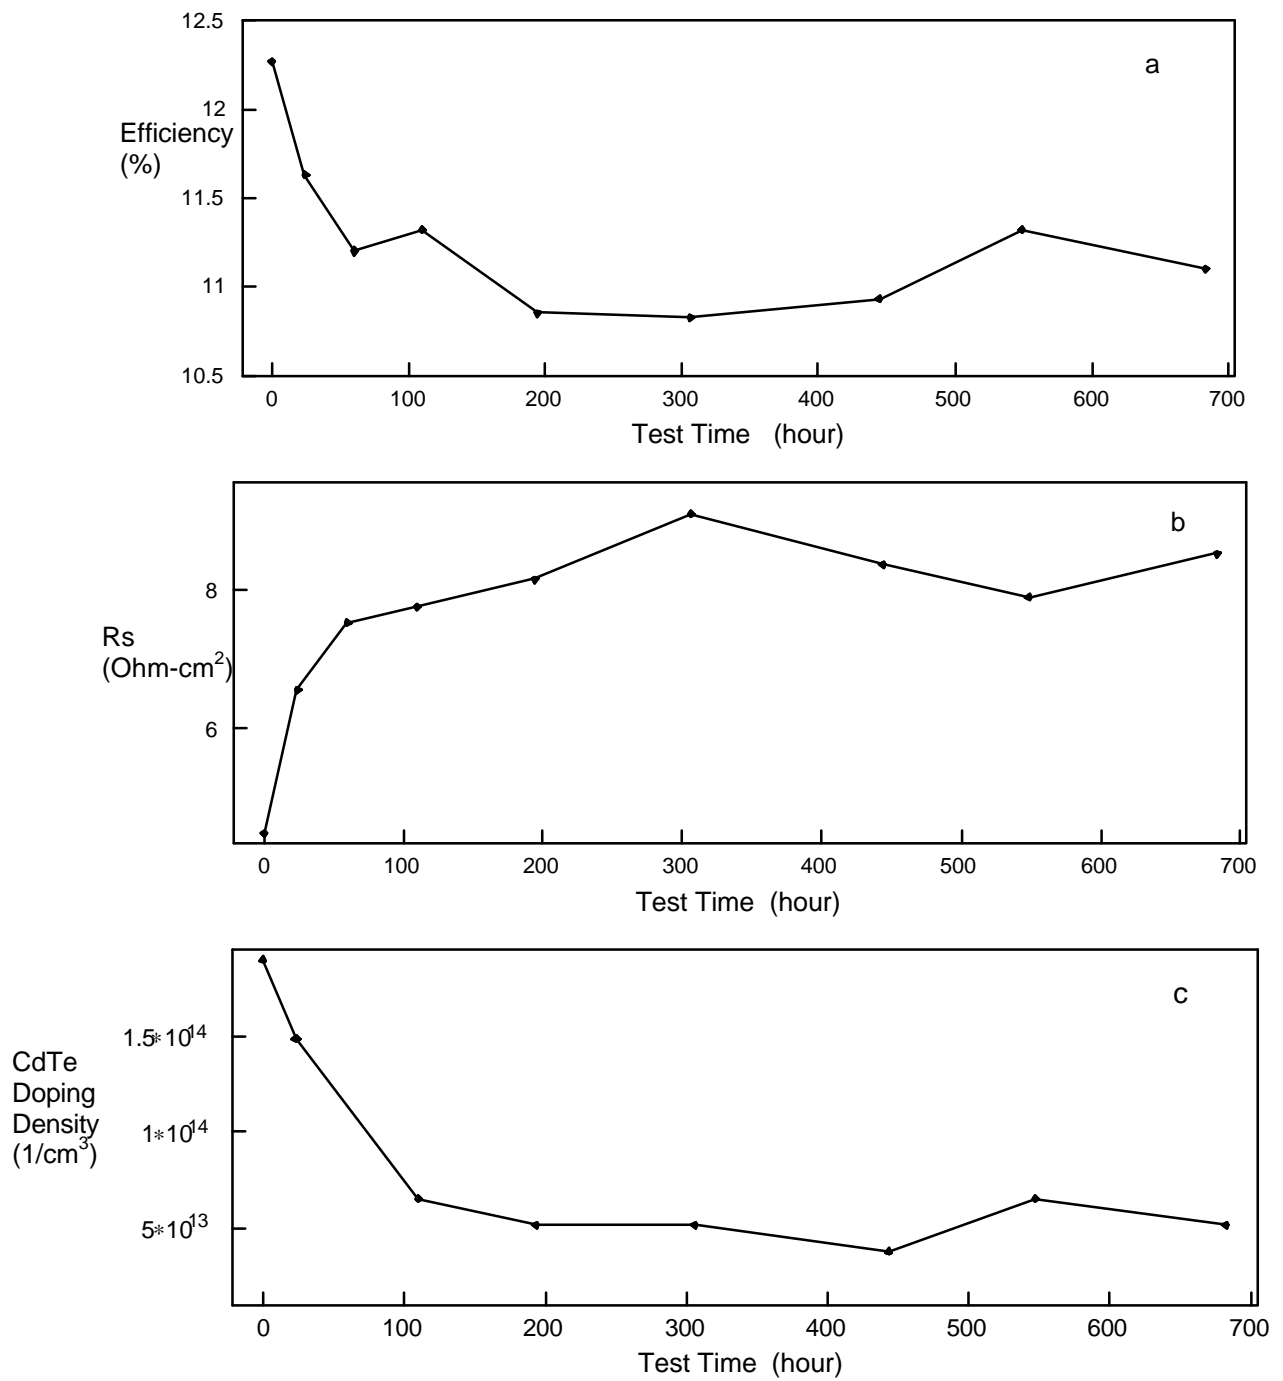 12.5
a
12
Efficiency
(%)
11.5
11
10.5
0 100 200 300 400 500 600 700
Test Time (hour)
b
8
Rs
(Ohm-cm²)
6
0 100 200 300 400 500 600 700
Test Time (hour)
c
1.5*10¹⁴
CdTe
Doping
Density
(1/cm³)
1*10¹⁴
5*10¹³
0 100 200 300 400 500 600 700
Test Time (hour)